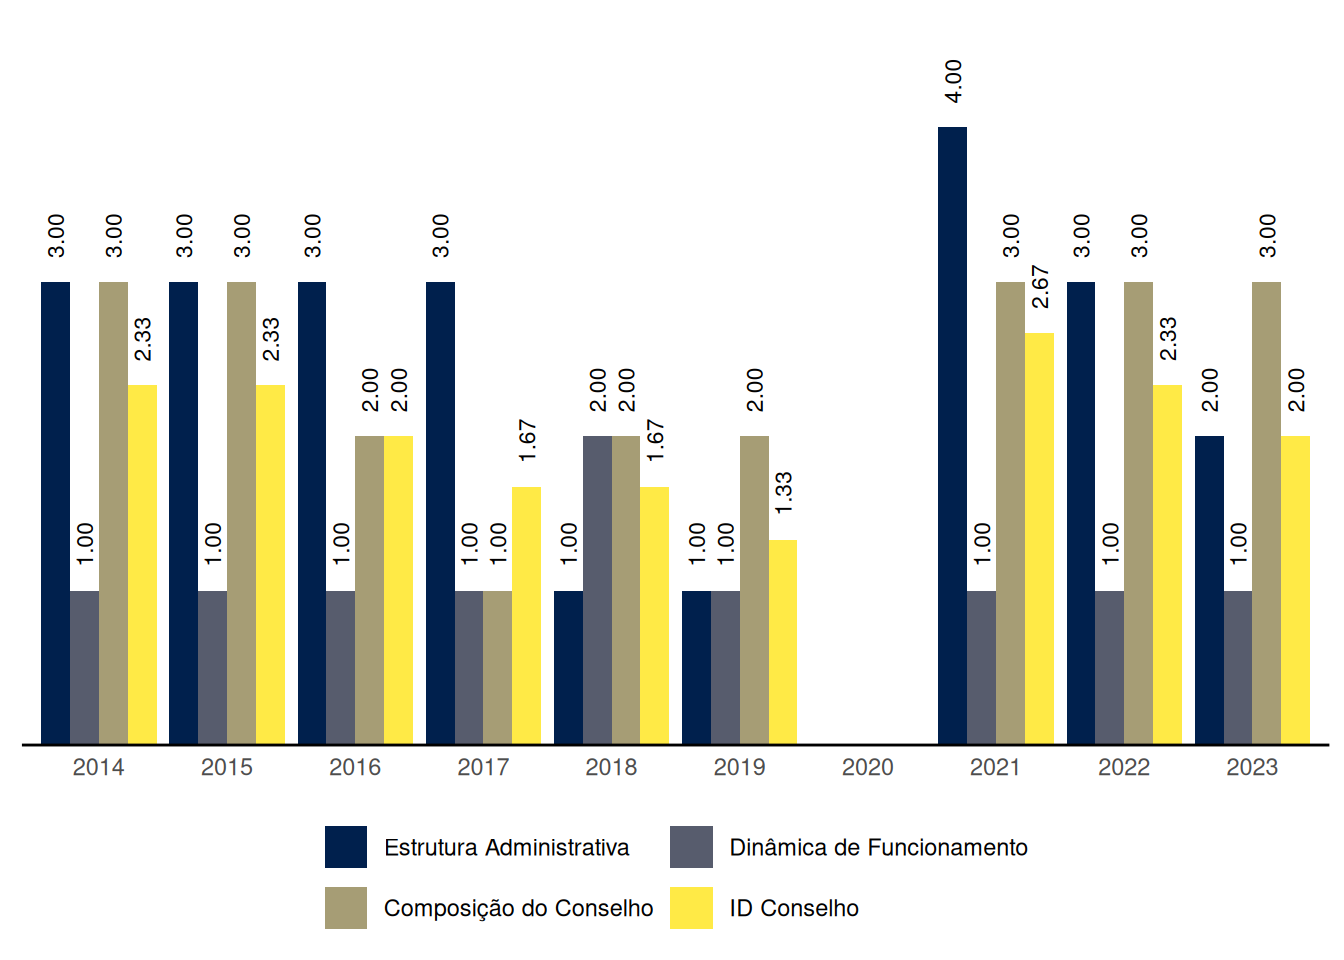 4.00
3.00 3.00 3.00 3.00 3.00 3.00 3.00 3.00 3.00 3.00
2.67
2.33 2.33 2.33
2.00 2.00 2.00 2.00 2.00 2.00 2.00
1.67 1.67
1.33
1.00 1.00 1.00 1.00 1.00 1.00 1.00 1.00 1.00 1.00 1.00
2014 2015 2016 2017 2018 2019 2020 2021 2022 2023
Estrutura Administrativa Dinâmica de Funcionamento
Composição do Conselho ID Conselho